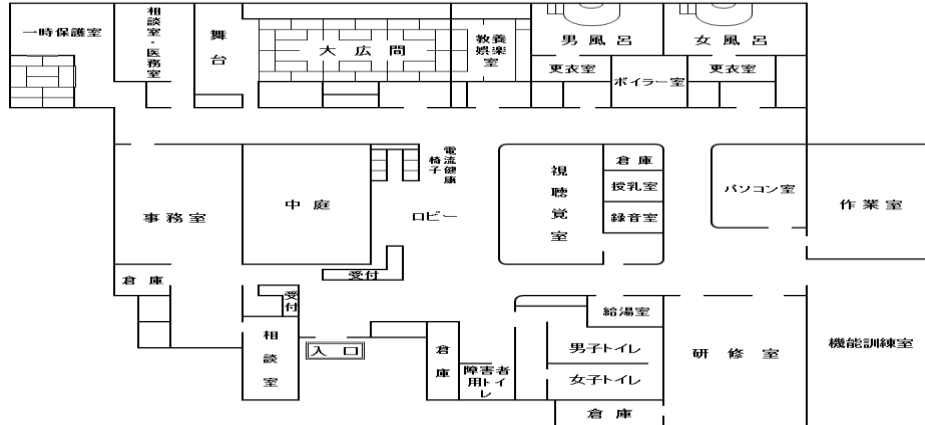 一時保護室
相談室・医務室
舞台
大広間
教養
娯楽
室
男風呂
女風呂
更衣室
ボイラー室
更衣室
電流健康
椅子
倉庫
授乳室
録音室
視聴覚室
パソコン室
作業室
事務室
中庭
ロビー
倉庫
受付
受付
給湯室
相談室
入口
倉庫
障害者
用トイ
レ
男子トイレ
女子トイレ
研修室
機能訓練室
倉庫